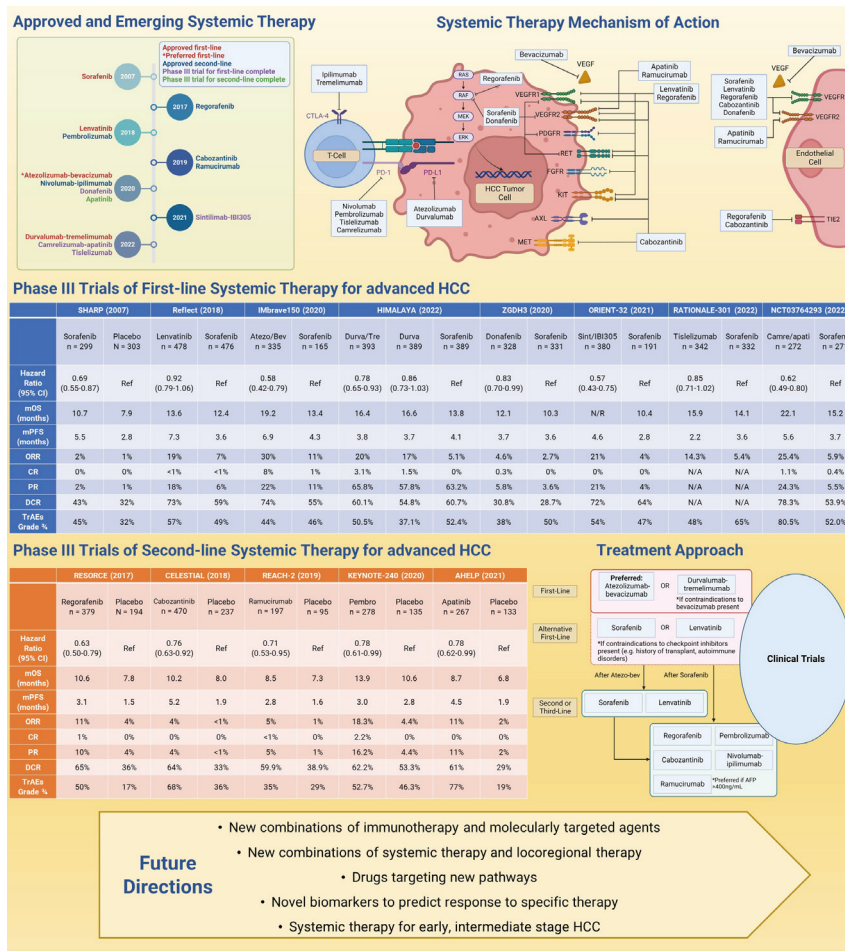 Approved and Emerging Systemic Therapy
Approved first-line
*Preferred first-line
Approved second-line
Phase III trial for first-line complete
Phase III trial for second-line complete
Sorafenib 2007
2017 Regorafenib
Lenvatinib
Pembrolizumab
2018
2019
Cabozantinib
Ramucirumab
*Atezolizumab-bevacizumab
Nivolumab-ipilimumab
Donafenib
Apatinib
2020
2021 Sintilimab-IBI305
Durvalumab-tremelimumab
Camrelizumab-apatinib
Tislelizumab
2022
Systemic Therapy Mechanism of Action
Ipilimumab
Tremelimumab
CTLA-4
T-Cell
PD-1
PD-L1
Nivolumab
Pembrolizumab
Tislelizumab
Camrelizumab
Atezolizumab
Durvalumab
RAS
RAF
MEK
ERK
Regorafenib
Sorafenib
Donafenib
HCC Tumor
Cell
Bevacizumab
VEGF
VEGFR1
VEGFR2
PDGFR
RET
FGFR
KIT
AXL
MET
Apatinib
Ramucirumab
Lenvatinib
Regorafenib
Cabozantinib
Bevacizumab
VEGF
Sorafenib
Lenvatinib
Regorafenib
Cabozantinib
Donafenib
VEGFR
VEGFR2
Apatinib
Ramucirumab
Endothelial
Cell
Regorafenib
Cabozantinib
TIE2
Phase III Trials of First-line Systemic Therapy for advanced HCC
SHARP (2007) Reflect (2018) IMbrave150 (2020) HIMALAYA (2022) ZGDH3 (2020) ORIENT-32 (2021) RATIONALE-301 (2022) NCT03764293 (2022
Sorafenib Placebo Lenvatinib Sorafenib Atezo/Bev Sorafenib Durva/Tre Durva Sorafenib Donafenib Sorafenib Sint/IBI305 Sorafenib Tislelizumab Sorafenib Camre/apati Sorafen
n = 299 N = 303 n = 478 n = 476 n = 335 n = 165 n = 393 n = 389 n = 389 n = 328 n = 331 n = 380 n = 191 n = 342 n = 332 n = 272 n = 27
Hazard Ratio (95% CI) 0.69 (0.55-0.87) Ref 0.92 (0.79-1.06) Ref 0.58 (0.42-0.79) Ref 0.78 (0.65-0.93) 0.86 (0.73-1.03) Ref 0.83 (0.70-0.99) Ref 0.57 (0.43-0.75) Ref 0.85 (0.71-1.02) Ref 0.62 (0.49-0.80) Ref
mOS (months) 10.7 7.9 13.6 12.4 19.2 13.4 16.4 16.6 13.8 12.1 10.3 N/R 10.4 15.9 14.1 22.1 15.2
mPFS (months) 5.5 2.8 7.3 3.6 6.9 4.3 3.8 3.7 4.1 3.7 3.6 4.6 2.8 2.2 3.6 5.6 3.7
ORR 2% 1% 19% 7% 30% 11% 20% 17% 5.1% 4.6% 2.7% 21% 4% 14.3% 5.4% 25.4% 5.9%
CR 0% 0% <1% <1% 8% 1% 3.1% 1.5% 0% 0.3% 0% 0% 0% N/A N/A 1.1% 0.4%
PR 2% 1% 18% 6% 22% 11% 65.8% 57.8% 63.2% 5.8% 3.6% 21% 4% N/A N/A 24.3% 5.5%
DCR 43% 32% 73% 59% 74% 55% 60.1% 54.8% 60.7% 30.8% 28.7% 72% 64% N/A N/A 78.3% 53.9%
TrAEs Grade % 45% 32% 57% 49% 44% 46% 50.5% 37.1% 52.4% 38% 50% 54% 47% 48% 65% 80.5% 52.0%
Phase III Trials of Second-line Systemic Therapy for advanced HCC
RESORCE (2017) CELESTIAL (2018) REACH-2 (2019) KEYNOTE-240 (2020) AHELP (2021)
Regorafenib Placebo Cabozantinib Placebo Ramucirumab Placebo Pembro Placebo Apatinib Placebo
n = 379 N = 194 n = 470 n = 237 n = 197 n = 95 n = 278 n = 135 n = 267 n = 133
Hazard Ratio (95% CI) 0.63 (0.50-0.79) Ref 0.76 (0.63-0.92) Ref 0.71 (0.53-0.95) Ref 0.78 (0.61-0.99) Ref 0.78 (0.62-0.99) Ref
mOS (months) 10.6 7.8 10.2 8.0 8.5 7.3 13.9 10.6 8.7 6.8
mPFS (months) 3.1 1.5 5.2 1.9 2.8 1.6 3.0 2.8 4.5 1.9
ORR 11% 4% 4% <1% 5% 1% 18.3% 4.4% 11% 2%
CR 1% 0% 0% 0% <1% 0% 2.2% 0% 0% 0%
PR 10% 4% 4% <1% 5% 1% 16.2% 4.4% 11% 2%
DCR 65% 36% 64% 33% 59.9% 38.9% 62.2% 53.3% 61% 29%
TrAEs Grade % 50% 17% 68% 36% 35% 29% 52.7% 46.3% 77% 19%
Treatment Approach
First-Line
Preferred:
Atezolizumab-
bevacizumab
OR
Durvalumab-
tremelimumab
*If contraindications to
bevacizumab present
Alternative
First-Line
Sorafenib OR Lenvatinib
*If contraindications to checkpoint inhibitors
present (e.g. history of transplant, autoimmune
disorders)
After Atezo-bev After Sorafenib
Second or
Third-Line
Sorafenib Lenvatinib
Regorafenib Pembrolizumab
Cabozantinib Nivolumab-
ipilimumab
Ramucirumab *Preferred if AFP
>400ng/mL
Clinical Trials
Future
Directions
• New combinations of immunotherapy and molecularly targeted agents
• New combinations of systemic therapy and locoregional therapy
• Drugs targeting new pathways
• Novel biomarkers to predict response to specific therapy
• Systemic therapy for early, intermediate stage HCC